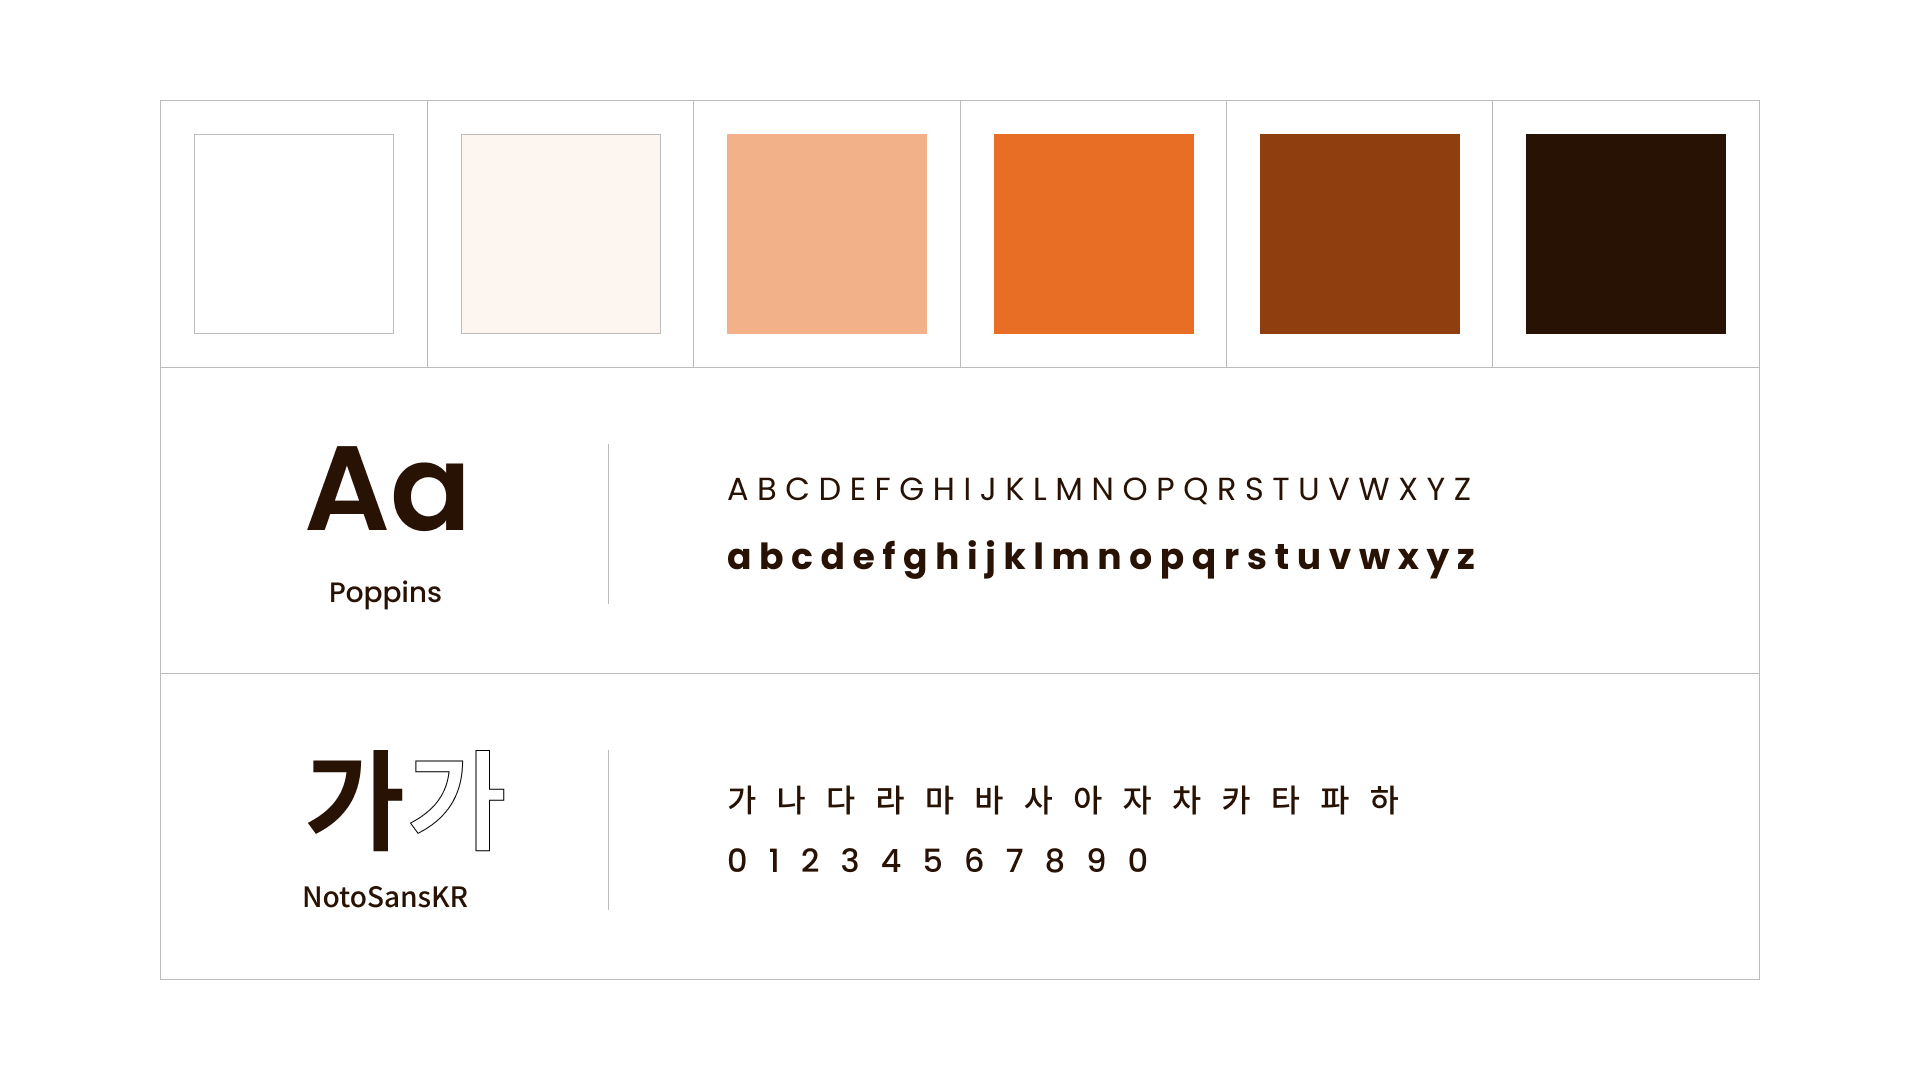 Aa
Poppins
A B C D E F G H I J K L M N O P Q R S T U V W X Y Z
a b c d e f g h i j k l m n o p q r s t u v w x y z
가가
NotoSansKR
가 나 다 라 마 바 사 아 자 차 카 타 파 하
0 1 2 3 4 5 6 7 8 9 0